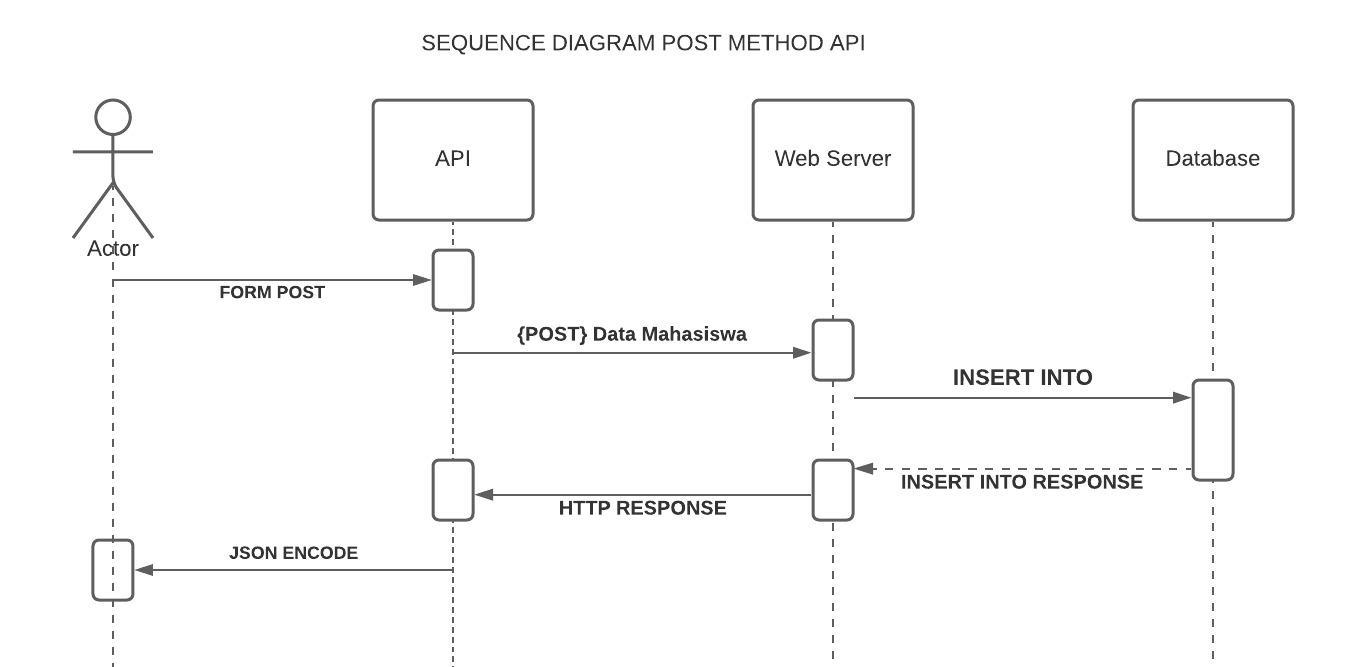 SEQUENCE DIAGRAM POST METHOD API
API
Web Server
Database
Actor
FORM POST
{POST} Data Mahasiswa
INSERT INTO
INSERT INTO RESPONSE
HTTP RESPONSE
JSON ENCODE